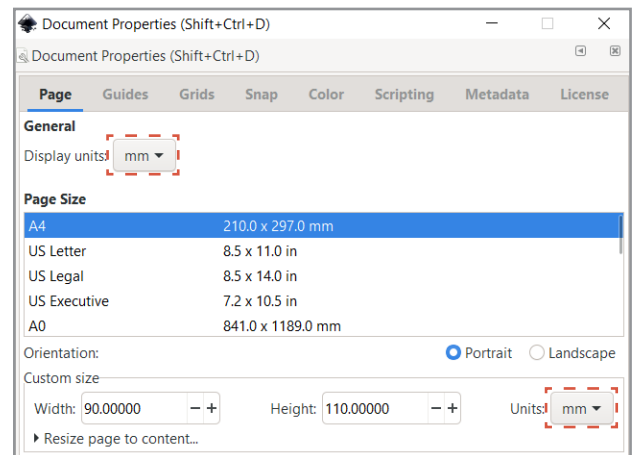 Document Properties (Shift+Ctrl+D)
Document Properties (Shift+Ctrl+D)
Page Guides Grids Snap Color Scripting Metadata License
General
Display units: mm
Page Size
A4 210.0 x 297.0 mm
US Letter 8.5 x 11.0 in
US Legal 8.5 x 14.0 in
US Executive 7.2 x 10.5 in
A0 841.0 x 1189.0 mm
Orientation: Portrait Landscape
Custom size
Width: 90.00000 Height: 110.00000 Units: mm
Resize page to content...